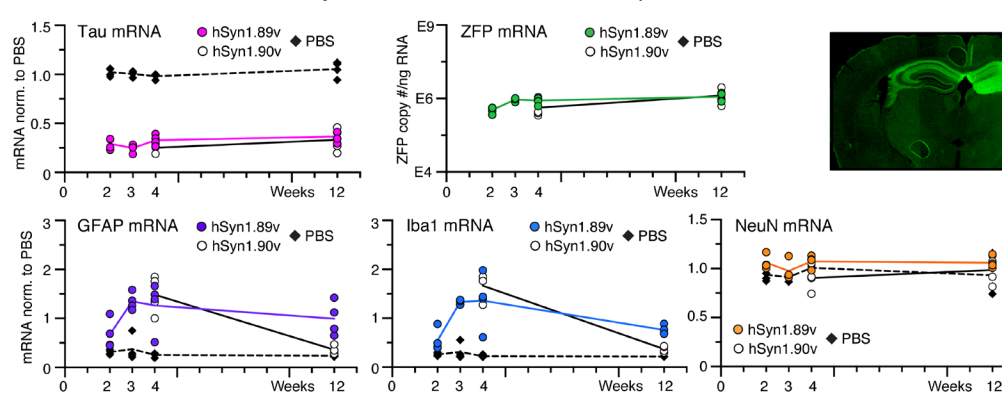 Tau mRNA
hSyn1.89v
hSyn1.90v
PBS
mRNA norm. to PBS
1.5
1.0
0.5
0
0 2 3 4 Weeks 12
ZFP mRNA
hSyn1.89v
hSyn1.90v
PBS
ZFP copy #/ng RNA
E9
E6
E4
0 2 3 4 Weeks 12
GFAP mRNA
hSyn1.89v
hSyn1.90v
PBS
mRNA norm. to PBS
3
2
1
0
0 2 3 4 Weeks 12
Iba1 mRNA
hSyn1.89v
hSyn1.90v
PBS
3
2
1
0
0 2 3 4 Weeks 12
NeuN mRNA
1.5
1.0
0.5
0
hSyn1.89v
hSyn1.90v
PBS
0 2 3 4 Weeks 12